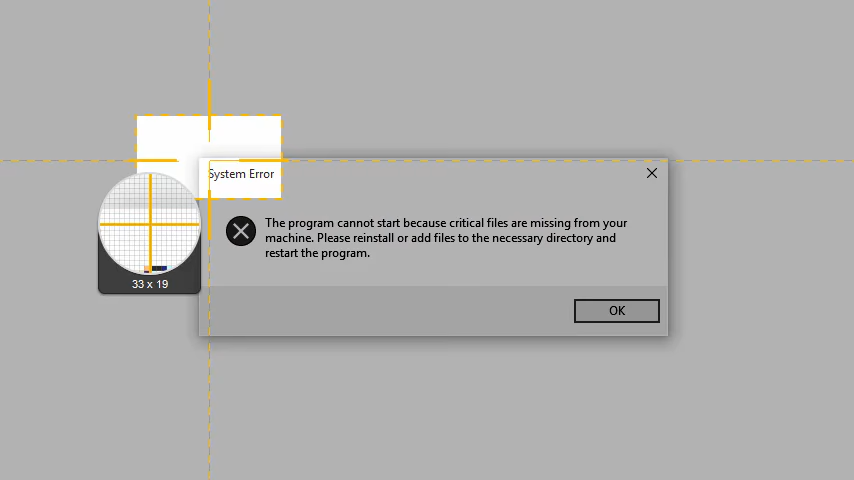 System Error
The program cannot start because critical files are missing from your
machine. Please reinstall or add files to the necessary directory and
restart the program.
33 x 19
OK